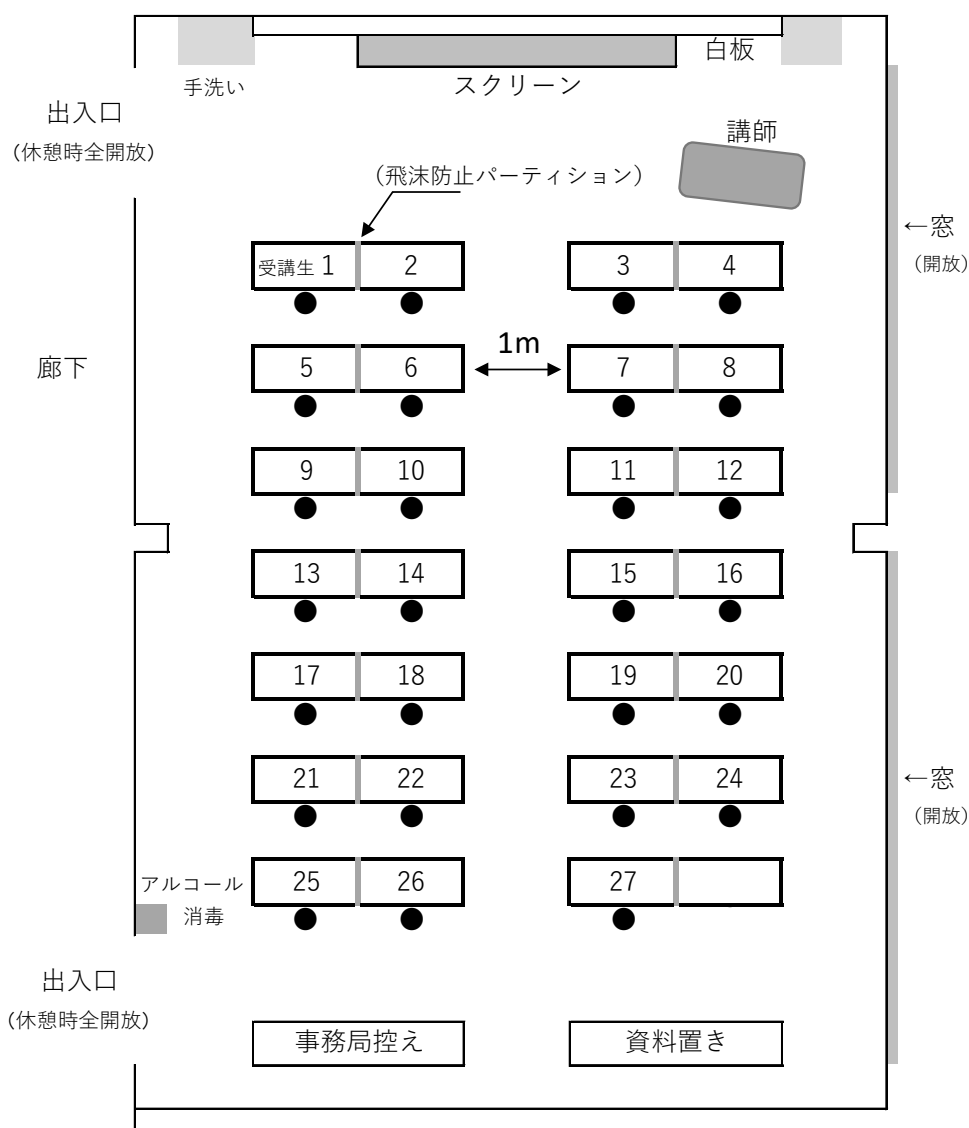 白板
手洗い
スクリーン
出入口
(休憩時全開放)
講師
(飛沫防止パーティション)
←窓
(開放)
受講生 1
2
3
4
廊下
1m
5
6
7
8
9
10
11
12
13
14
15
16
17
18
19
20
21
22
23
24
←窓
(開放)
アルコール
消毒
25
26
27
出入口
(休憩時全開放)
事務局控え
資料置き